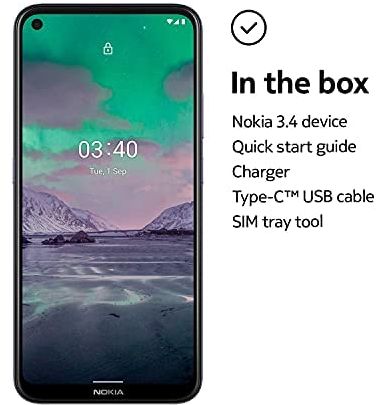 03:40
Tue, 1 Sep
NOKIA
In the box
Nokia 3.4 device
Quick start guide
Charger
Type-C™ USB cable
SIM tray tool